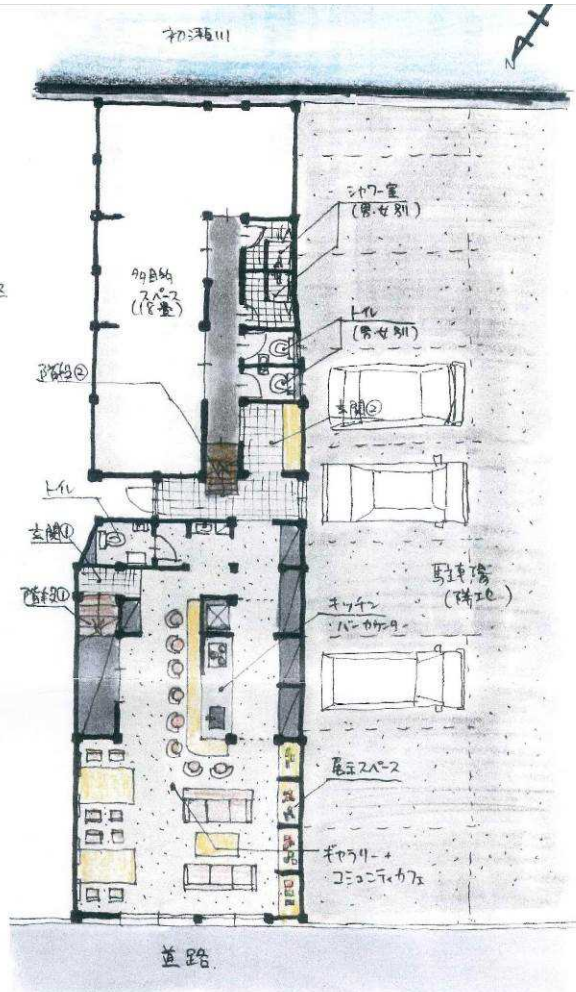 初瀬川
N
シャワー室
(男・女別)
多目的
スペース
(18畳)
トイレ
(男女別)
階段②
玄関②
トイレ
玄関①
階段①
駐車場
(隣地)
キッチン
・バーカウンター
展示スペース
ギャラリー+
コミュニティカフェ
道路